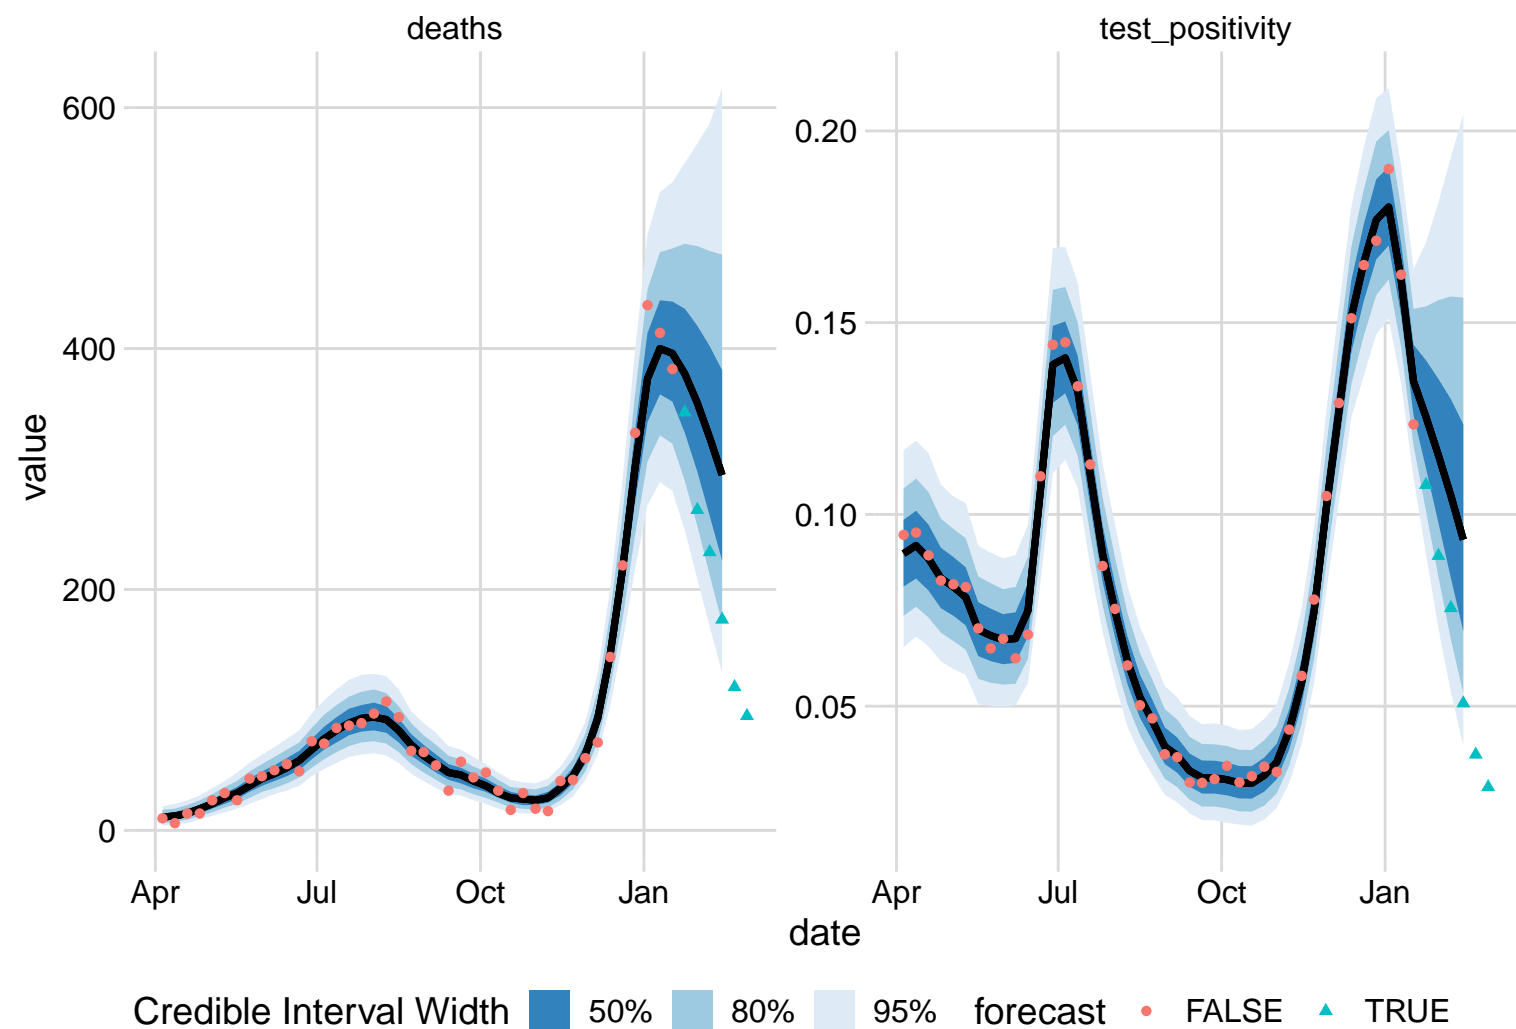 deaths
test_positivity
value
600
400
200
0
0.20
0.15
0.10
0.05
Apr Jul Oct Jan
Apr Jul Oct Jan
date
Credible Interval Width 50% 80% 95% forecast FALSE TRUE